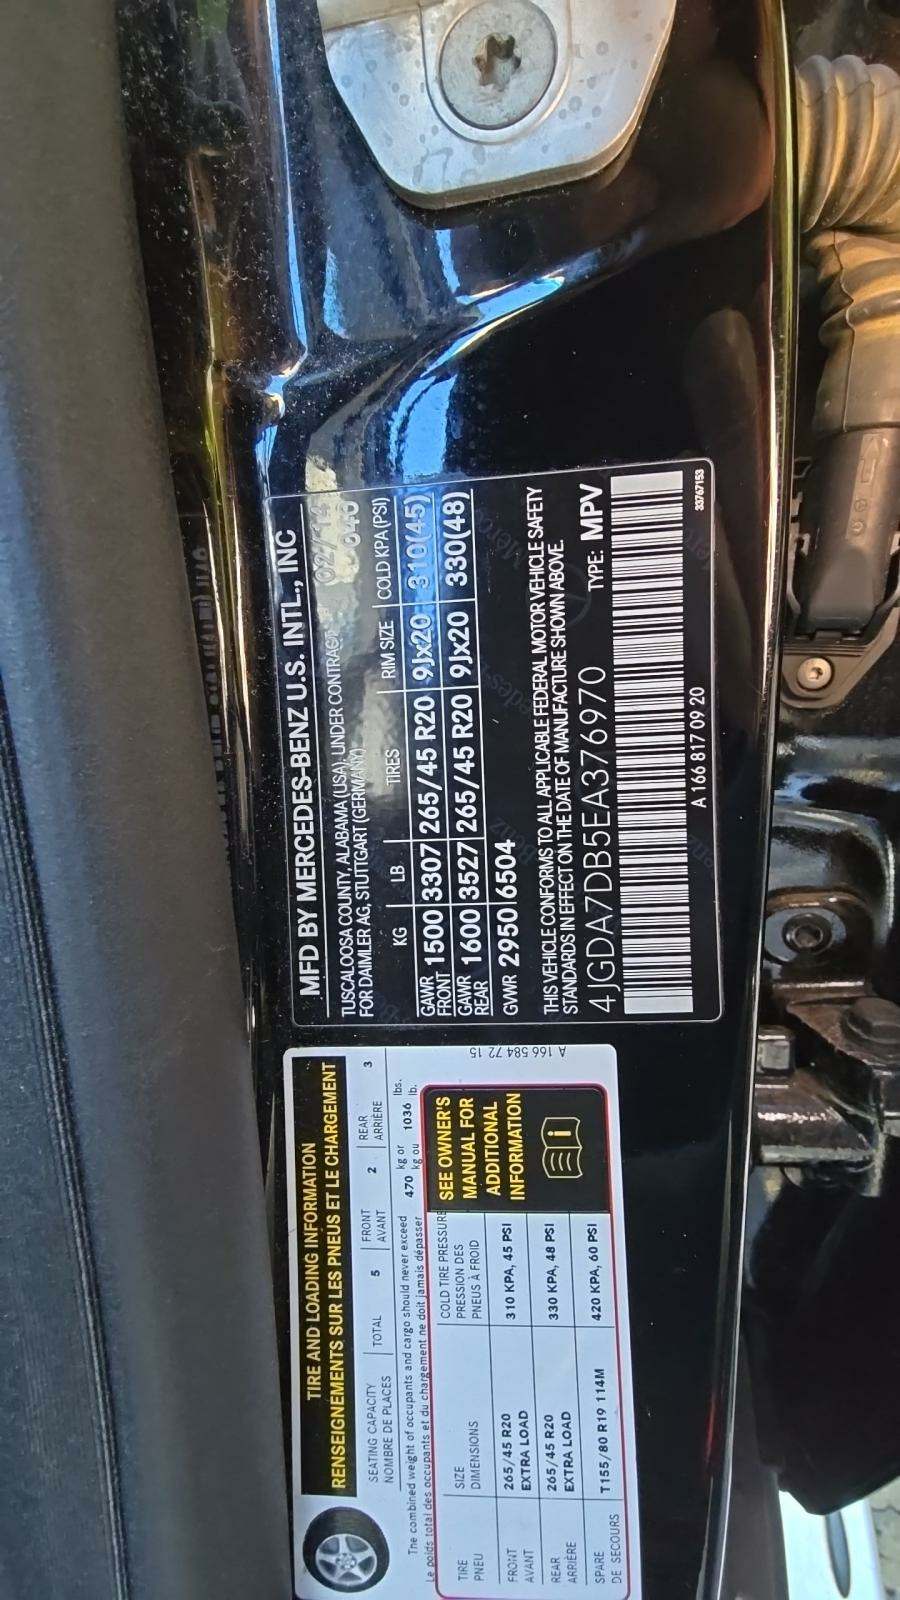 MFD BY MERCEDES-BENZ U.S. INTL., INC
TUSCALOOSA COUNTY, ALABAMA (USA), UNDER CONTRACT 02/14
FOR DAIMLER AG, STUTTGART (GERMANY) 040
KG LB TIRES RIM SIZE COLD KPA (PSI)
GAWR FRONT 1500 3307 265/45 R20 9Jx20 310(45)
GAWR REAR 1600 3527 265/45 R20 9Jx20 330(48)
GVWR 2950 6504
THIS VEHICLE CONFORMS TO ALL APPLICABLE FEDERAL MOTOR VEHICLE SAFETY
STANDARDS IN EFFECT ON THE DATE OF MANUFACTURE SHOWN ABOVE.
4JGDA7DB5EA376970 TYPE: MPV
A 166 817 09 20 33767153
TIRE AND LOADING INFORMATION
RENSEIGNEMENTS SUR LES PNEUS ET LE CHARGEMENT
SEATING CAPACITY
NOMBRE DE PLACES
TOTAL 5
FRONT
AVANT
2
REAR
ARRIÈRE
3
The combined weight of occupants and cargo should never exceed 470 kg or 1036 lbs.
Le poids total des occupants et du chargement ne doit jamais dépasser kg ou lb.
TIRE
PNEU
SIZE
DIMENSIONS
COLD TIRE PRESSURE
PRESSION DES
PNEUS À FROID
FRONT
AVANT
265/45 R20
EXTRA LOAD
310 KPA, 45 PSI
REAR
ARRIÈRE
265/45 R20
EXTRA LOAD
330 KPA, 48 PSI
SPARE
DE SECOURS
T155/80 R19 114M
420 KPA, 60 PSI
SEE OWNER'S
MANUAL FOR
ADDITIONAL
INFORMATION
A 166 584 72 15